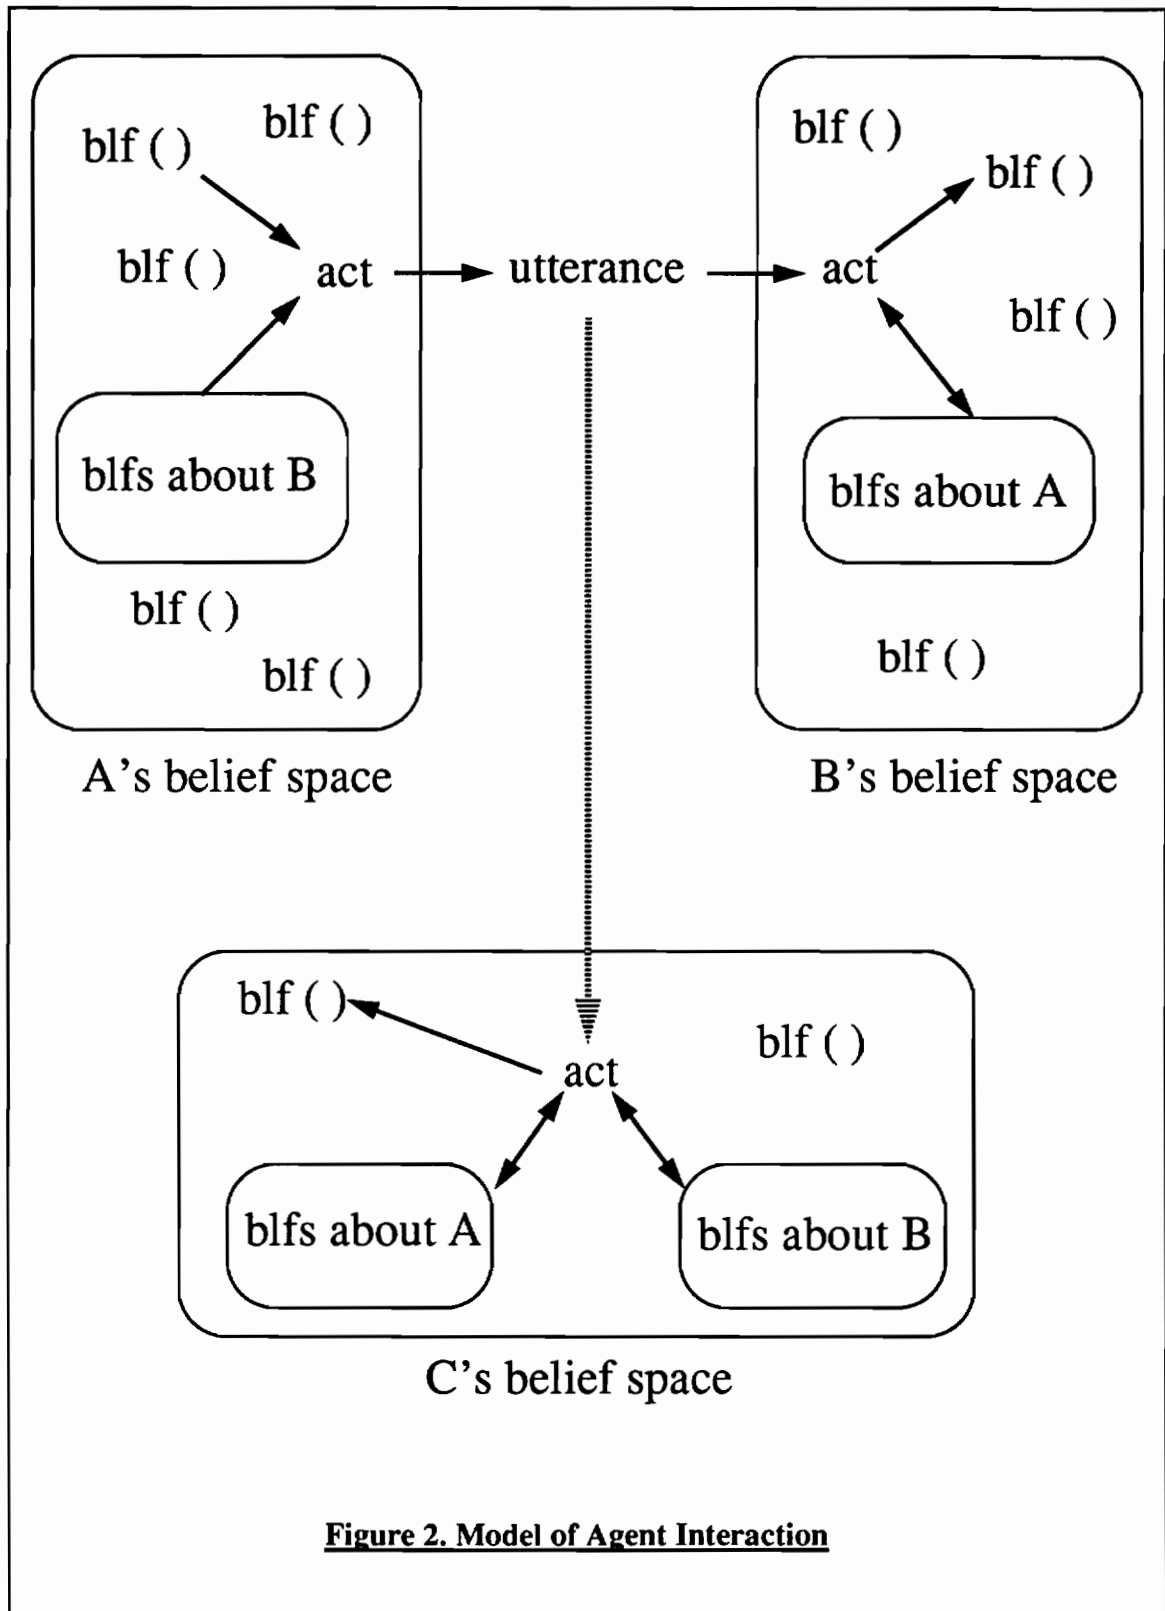 blf ( )
blf ( )
blf ( )
act
blfs about B
blf ( )
blf ( )
A's belief space
utterance
blf ( )
blf ( )
act
blf ( )
blfs about A
blf ( )
B's belief space
blf ( )
blf ( )
act
blfs about A
blfs about B
C's belief space
Figure 2. Model of Agent Interaction